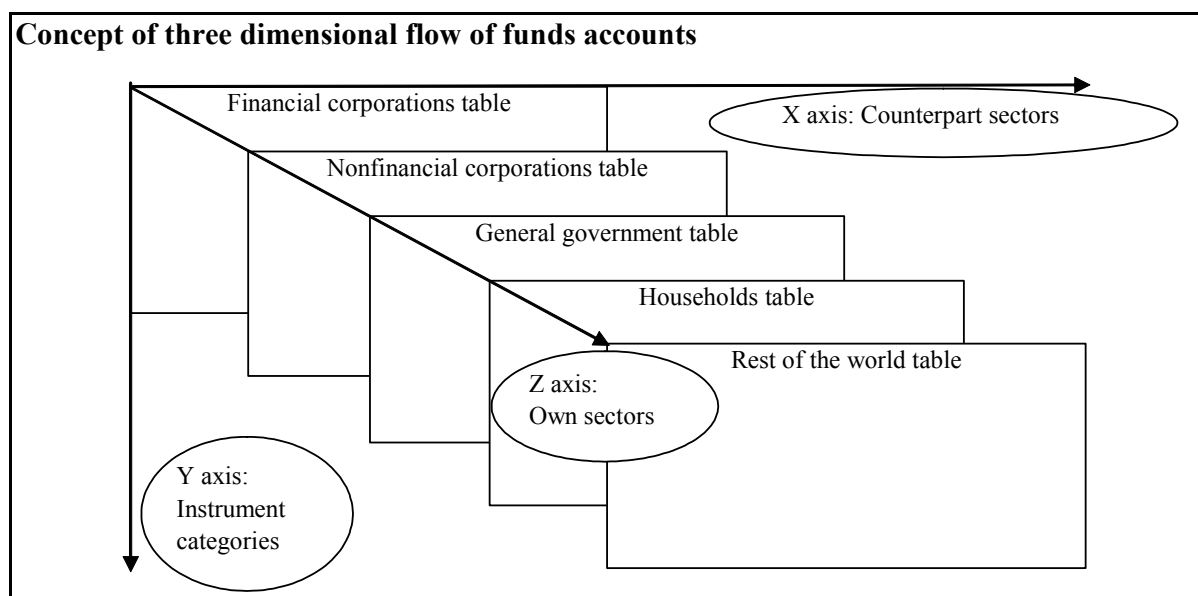 Concept of three dimensional flow of funds accounts
Financial corporations table
X axis: Counterpart sectors
Nonfinancial corporations table
General government table
Households table
Rest of the world table
Z axis:
Own sectors
Y axis:
Instrument
categories